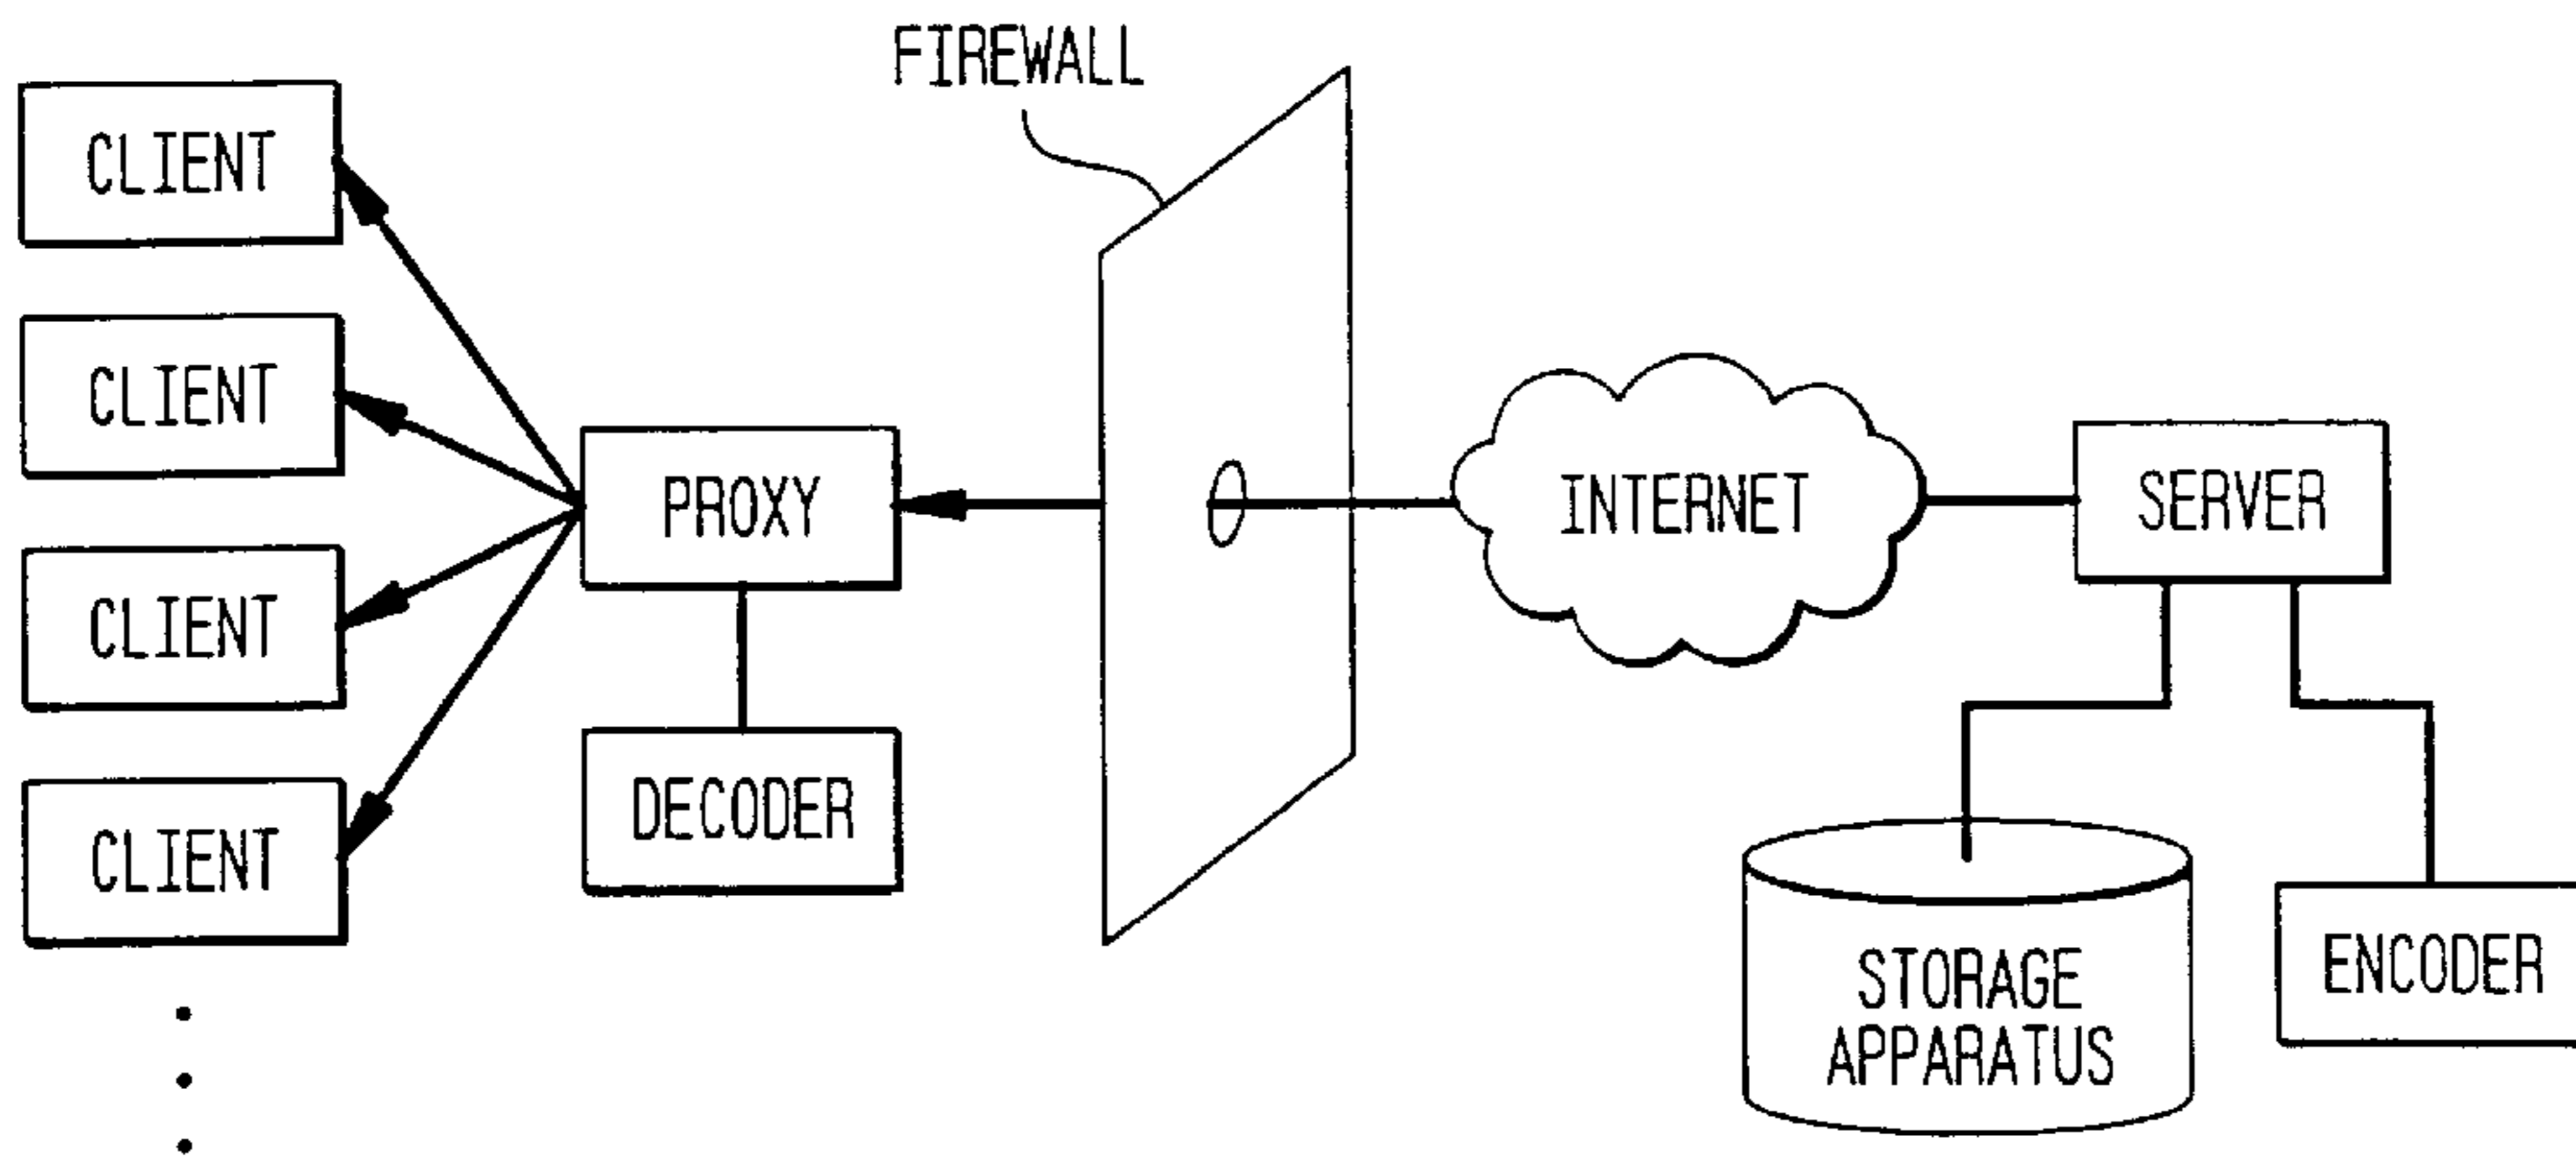 FIREWALL
CLIENT
CLIENT
CLIENT
CLIENT
PROXY
DECODER
INTERNET
SERVER
STORAGE
APPARATUS
ENCODER